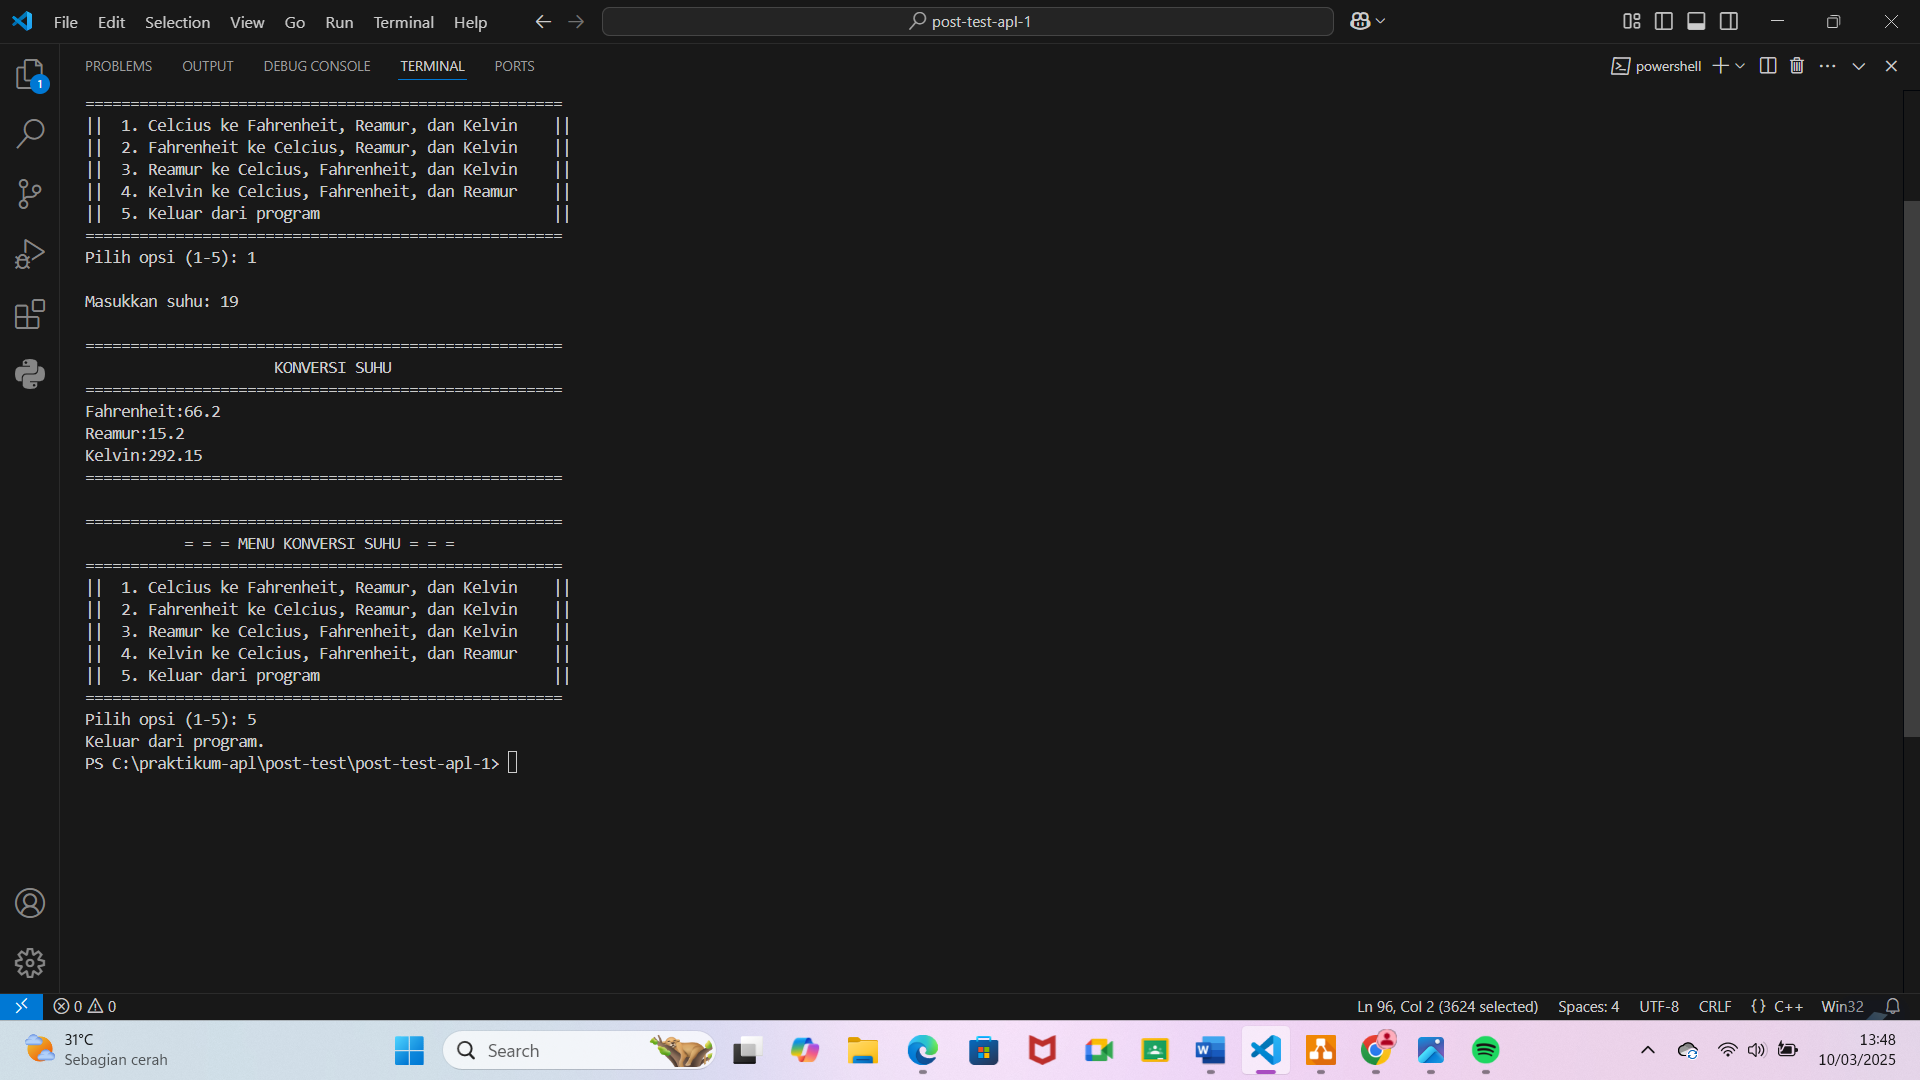 File Edit Selection View Go Run Terminal Help
post-test-apl-1
PROBLEMS OUTPUT DEBUG CONSOLE TERMINAL PORTS
powershell
1
=====================================================
||  1. Celcius ke Fahrenheit, Reamur, dan Kelvin    ||
||  2. Fahrenheit ke Celcius, Reamur, dan Kelvin    ||
||  3. Reamur ke Celcius, Fahrenheit, dan Kelvin    ||
||  4. Kelvin ke Celcius, Fahrenheit, dan Reamur    ||
||  5. Keluar dari program                          ||
=====================================================
Pilih opsi (1-5): 1
Masukkan suhu: 19
=====================================================
KONVERSI SUHU
=====================================================
Fahrenheit:66.2
Reamur:15.2
Kelvin:292.15
=====================================================
=====================================================
= = = MENU KONVERSI SUHU = = =
=====================================================
||  1. Celcius ke Fahrenheit, Reamur, dan Kelvin    ||
||  2. Fahrenheit ke Celcius, Reamur, dan Kelvin    ||
||  3. Reamur ke Celcius, Fahrenheit, dan Kelvin    ||
||  4. Kelvin ke Celcius, Fahrenheit, dan Reamur    ||
||  5. Keluar dari program                          ||
=====================================================
Pilih opsi (1-5): 5
Keluar dari program.
PS C:\praktikum-apl\post-test\post-test-apl-1>
0 0
Ln 96, Col 2 (3624 selected) Spaces: 4 UTF-8 CRLF {} C++ Win32
31°C
Sebagian cerah
Search
13:48
10/03/2025